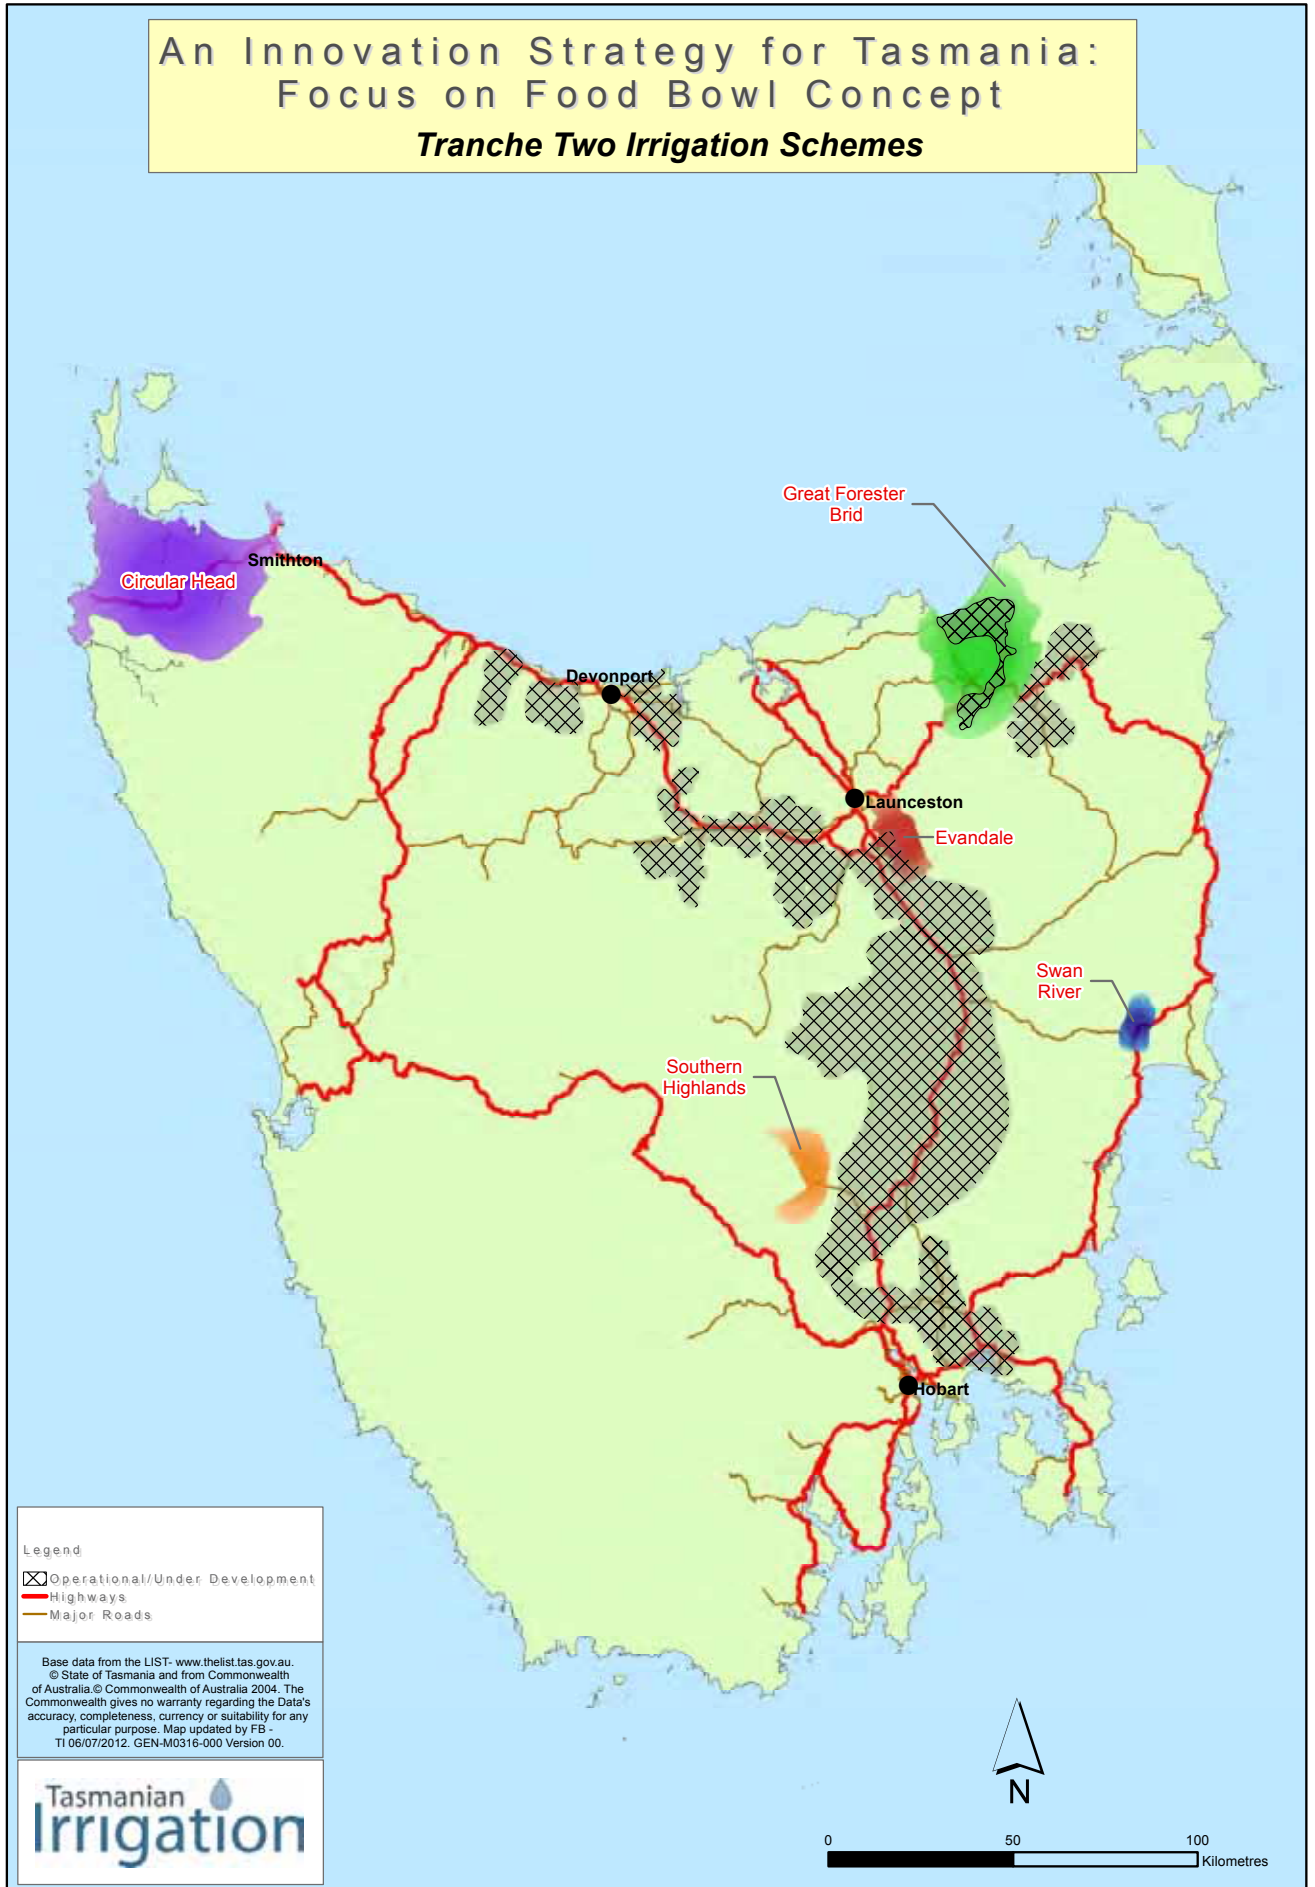 An Innovation Strategy for Tasmania:
Focus on Food Bowl Concept
Tranche Two Irrigation Schemes
Great Forester
Brid
Smithton
Circular Head
Devonport
Launceston
Evandale
Swan
River
Southern
Highlands
Hobart
Legend
Operational/Under Development
Highways
Major Roads
Base data from the LIST- www.thelist.tas.gov.au.
© State of Tasmania and from Commonwealth
of Australia.© Commonwealth of Australia 2004. The
Commonwealth gives no warranty regarding the Data's
accuracy, completeness, currency or suitability for any
particular purpose. Map updated by FB -
TI 06/07/2012. GEN-M0316-000 Version 00.
Tasmanian
Irrigation
N
0 50 100
Kilometres